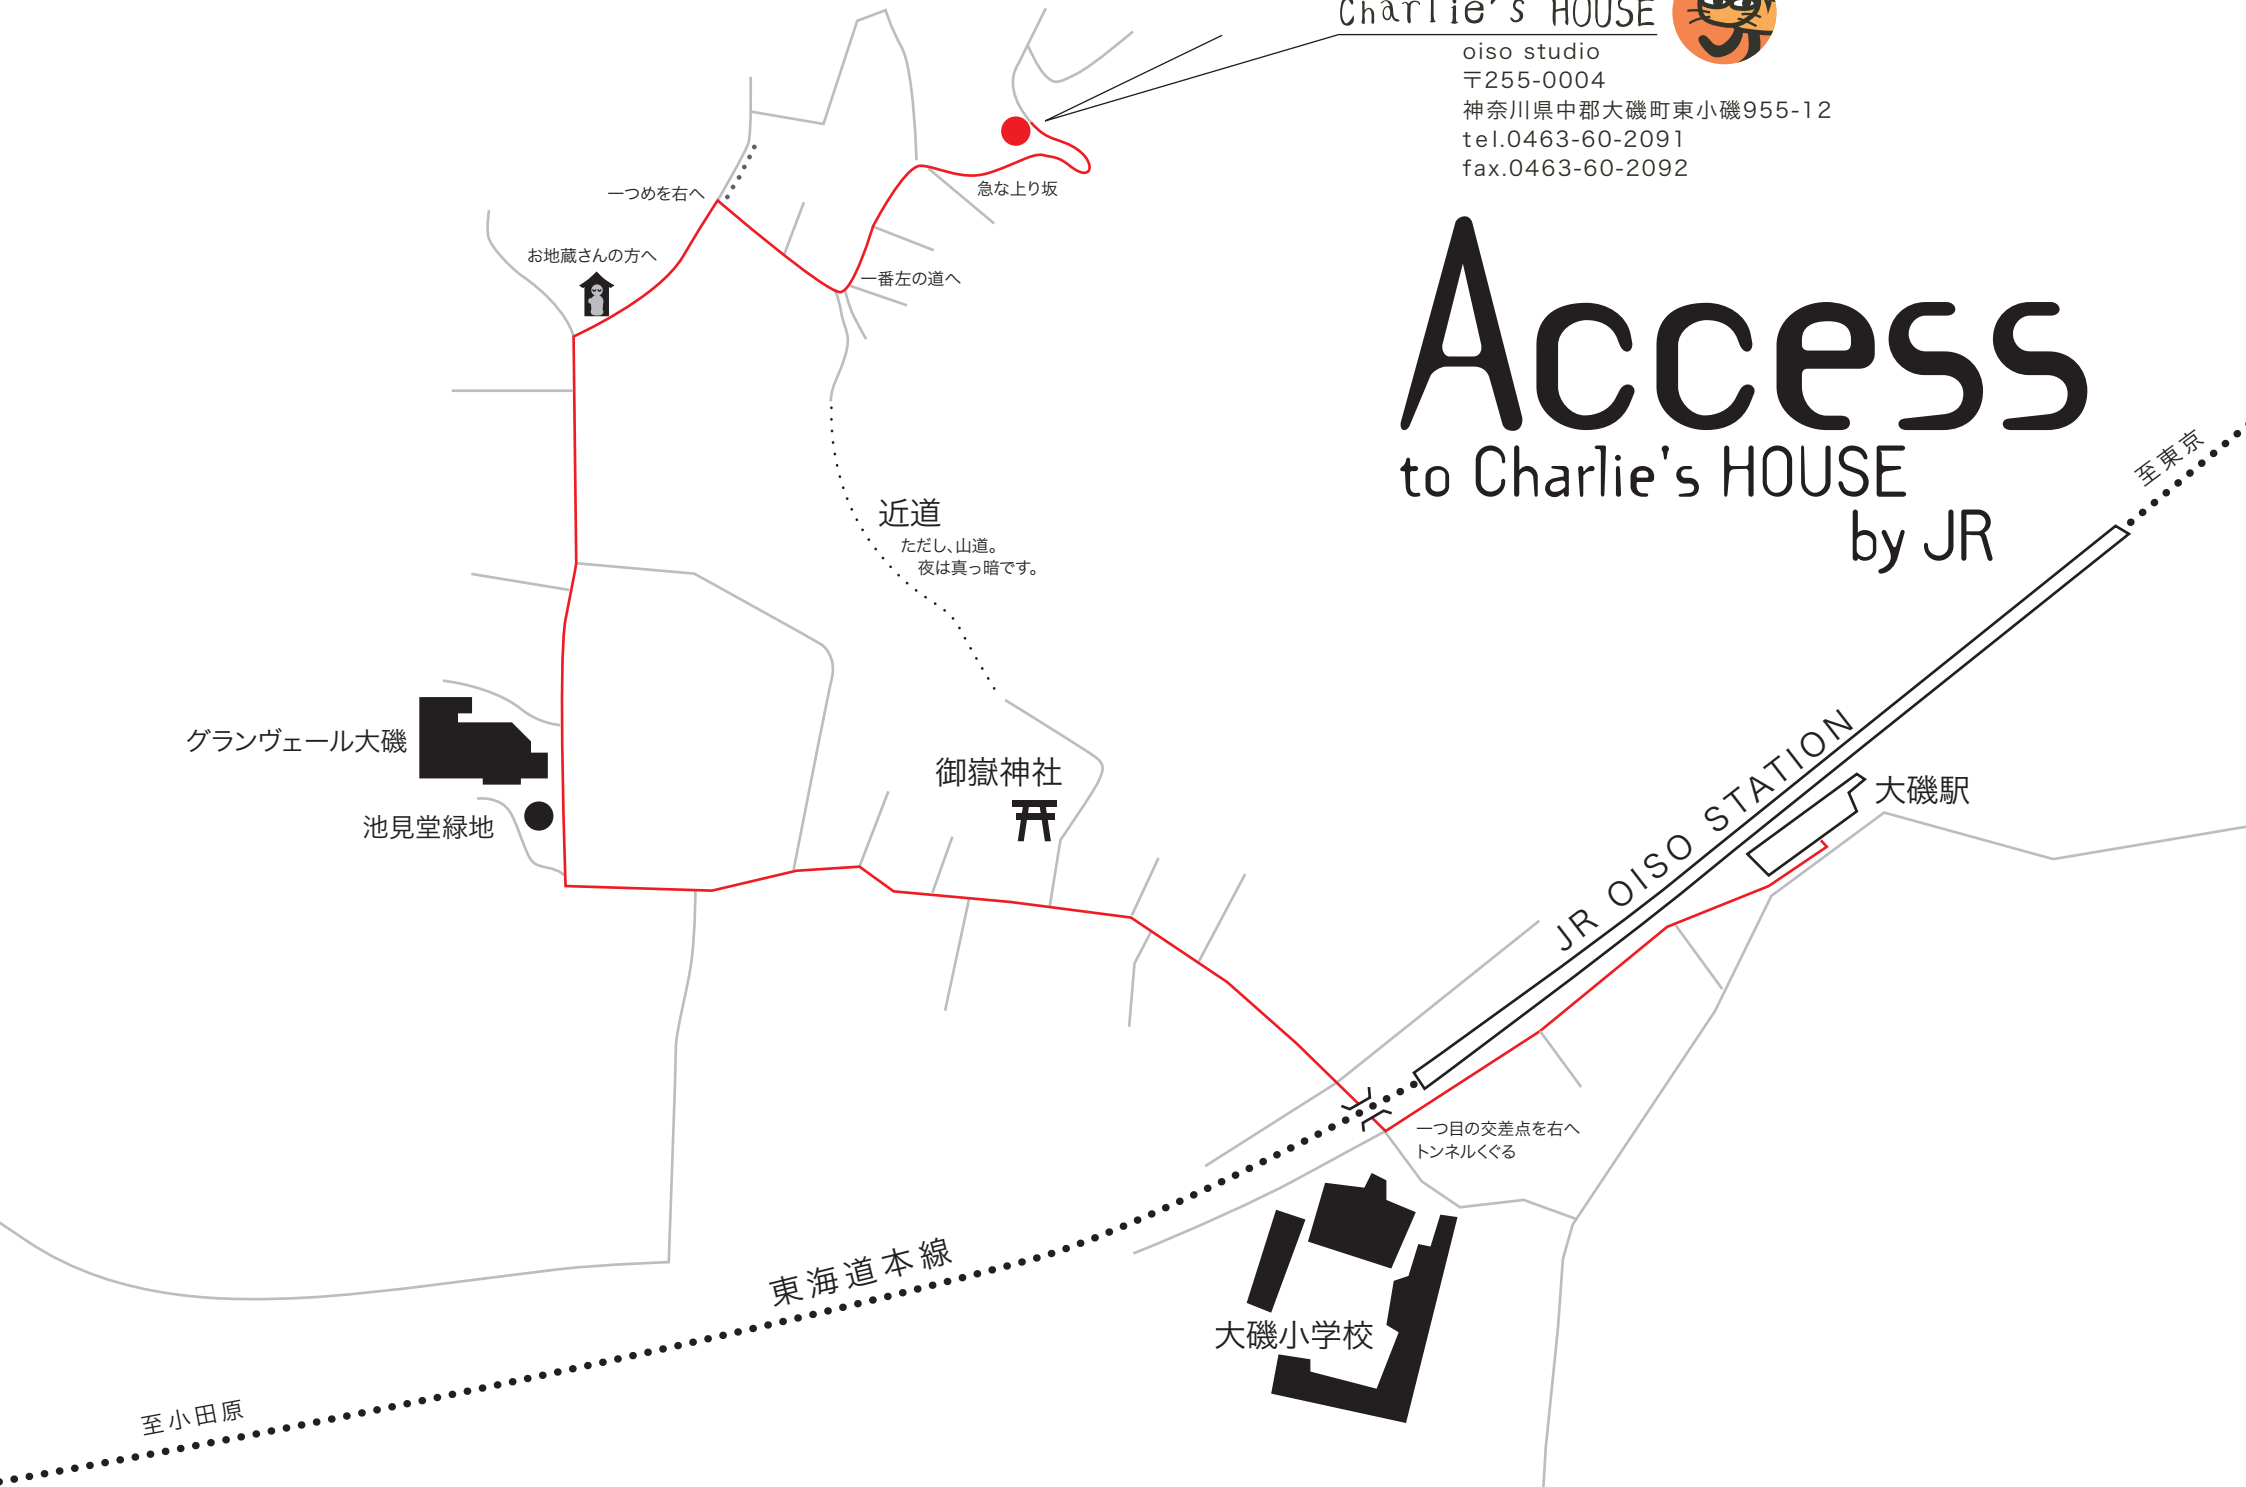 Charlie's HOUSE
oiso studio
〒255-0004
神奈川県中郡大磯町東小磯955-12
tel.0463-60-2091
fax.0463-60-2092
一つめを右へ
急な上り坂
お地蔵さんの方へ
一番左の道へ
Access
to Charlie's HOUSE
by JR
至東京
近道
ただし、山道。
夜は真っ暗です。
グランヴェール大磯
池見堂緑地
御嶽神社
JR OISO STATION
大磯駅
一つ目の交差点を右へ
トンネルくぐる
東海道本線
大磯小学校
至小田原